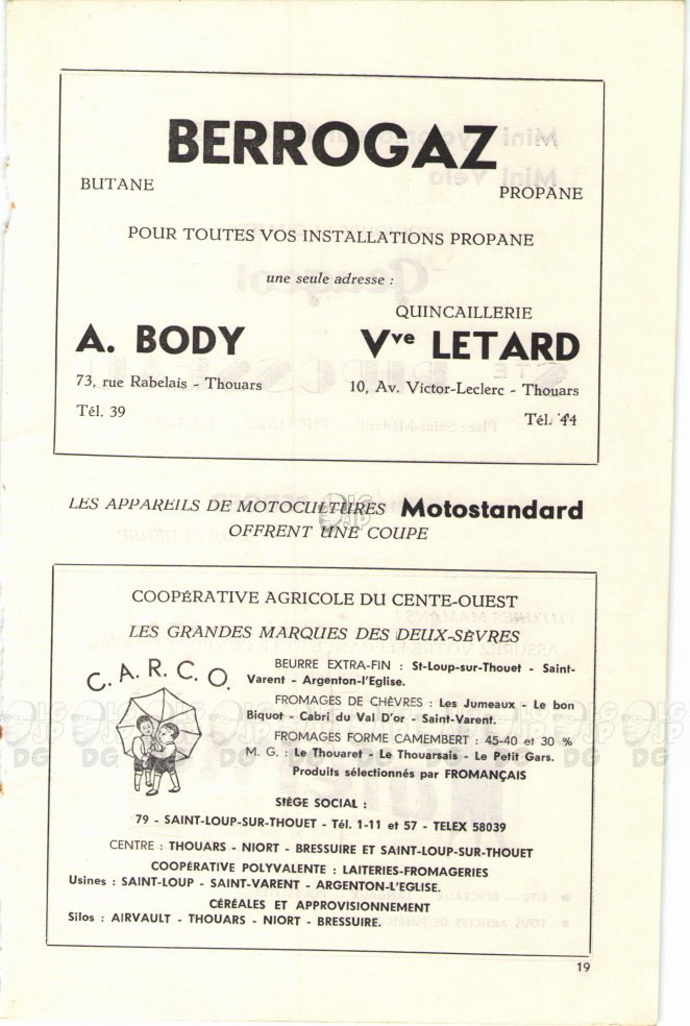 BERROGAZ
BUTANE
PROPANE
POUR TOUTES VOS INSTALLATIONS PROPANE
une seule adresse :
QUINCAILLERIE
A. BODY
Vve LETARD
73, rue Rabelais - Thouars
10, Av. Victor-Leclerc - Thouars
Tél. 39
Tél. 44
LES APPAREILS DE MOTOCULTURES Motostandard
OFFRENT UNE COUPE
COOPÉRATIVE AGRICOLE DU CENTE-OUEST
LES GRANDES MARQUES DES DEUX-SÈVRES
C. A. R. C. O.
BEURRE EXTRA-FIN : St-Loup-sur-Thouet - Saint-
Varent - Argenton-l'Eglise.
FROMAGES DE CHÈVRES : Les Jumeaux - Le bon
Biquot - Cabri du Val D'or - Saint-Varent.
FROMAGES FORME CAMEMBERT : 45-40 et 30 %
M. G. : Le Thouaret - Le Thouarsais - Le Petit Gars.
Produits sélectionnés par FROMANÇAIS
SIÈGE SOCIAL :
79 - SAINT-LOUP-SUR-THOUET - Tél. 1-11 et 57 - TELEX 58039
CENTRE : THOUARS - NIORT - BRESSUIRE ET SAINT-LOUP-SUR-THOUET
COOPÉRATIVE POLYVALENTE : LAITERIES-FROMAGERIES
Usines : SAINT-LOUP - SAINT-VARENT - ARGENTON-L'EGLISE.
CÉRÉALES ET APPROVISIONNEMENT
Silos : AIRVAULT - THOUARS - NIORT - BRESSUIRE.
19